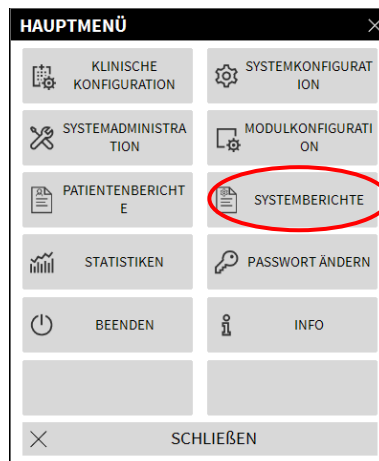 HAUPTMENÜ
KLINISCHE
KONFIGURATION
SYSTEMKONFIGURAT
ION
SYSTEMADMINISTRA
TION
MODULKONFIGURATI
ON
PATIENTENBERICHT
E
SYSTEMBERICHTE
STATISTIKEN
PASSWORT ÄNDERN
BEENDEN
INFO
SCHLIEßEN